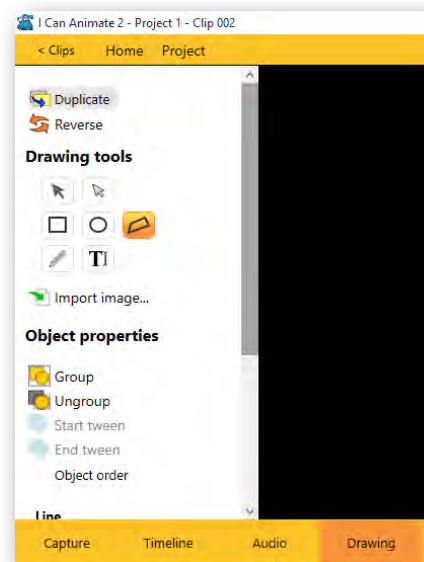 I Can Animate 2 - Project 1 - Clip 002
< Clips Home Project
Duplicate
Reverse
Drawing tools
TI
Import image...
Object properties
Group
Ungroup
Start tween
End tween
Object order
Line
Capture Timeline Audio Drawing